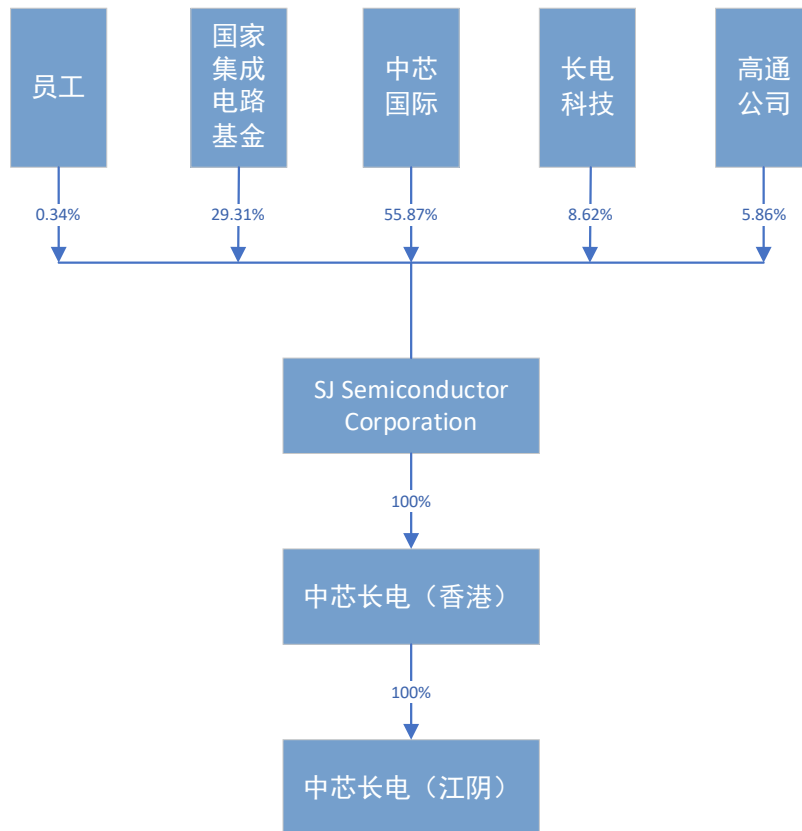 员工
国家
集成
电路
基金
中芯
国际
长电
科技
高通
公司
0.34%
29.31%
55.87%
8.62%
5.86%
SJ Semiconductor
Corporation
100%
中芯长电（香港）
100%
中芯长电（江阴）